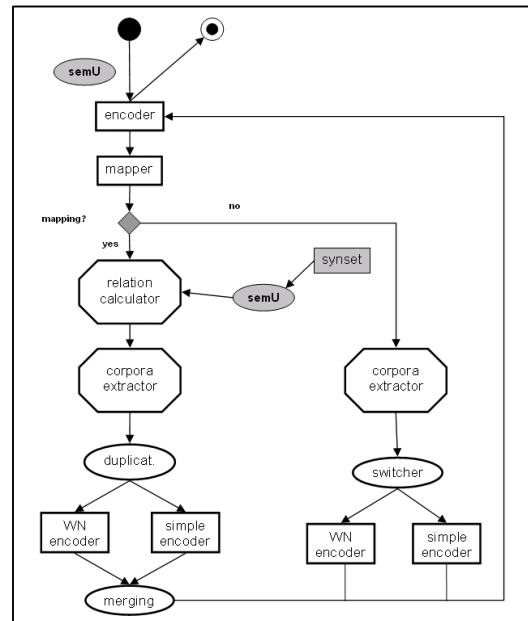 semU
encoder
mapper
mapping?
no
yes
synset
relation
calculator
semU
corpora
extractor
corpora
extractor
duplicat.
switcher
WN
encoder
simple
encoder
WN
encoder
simple
encoder
merging